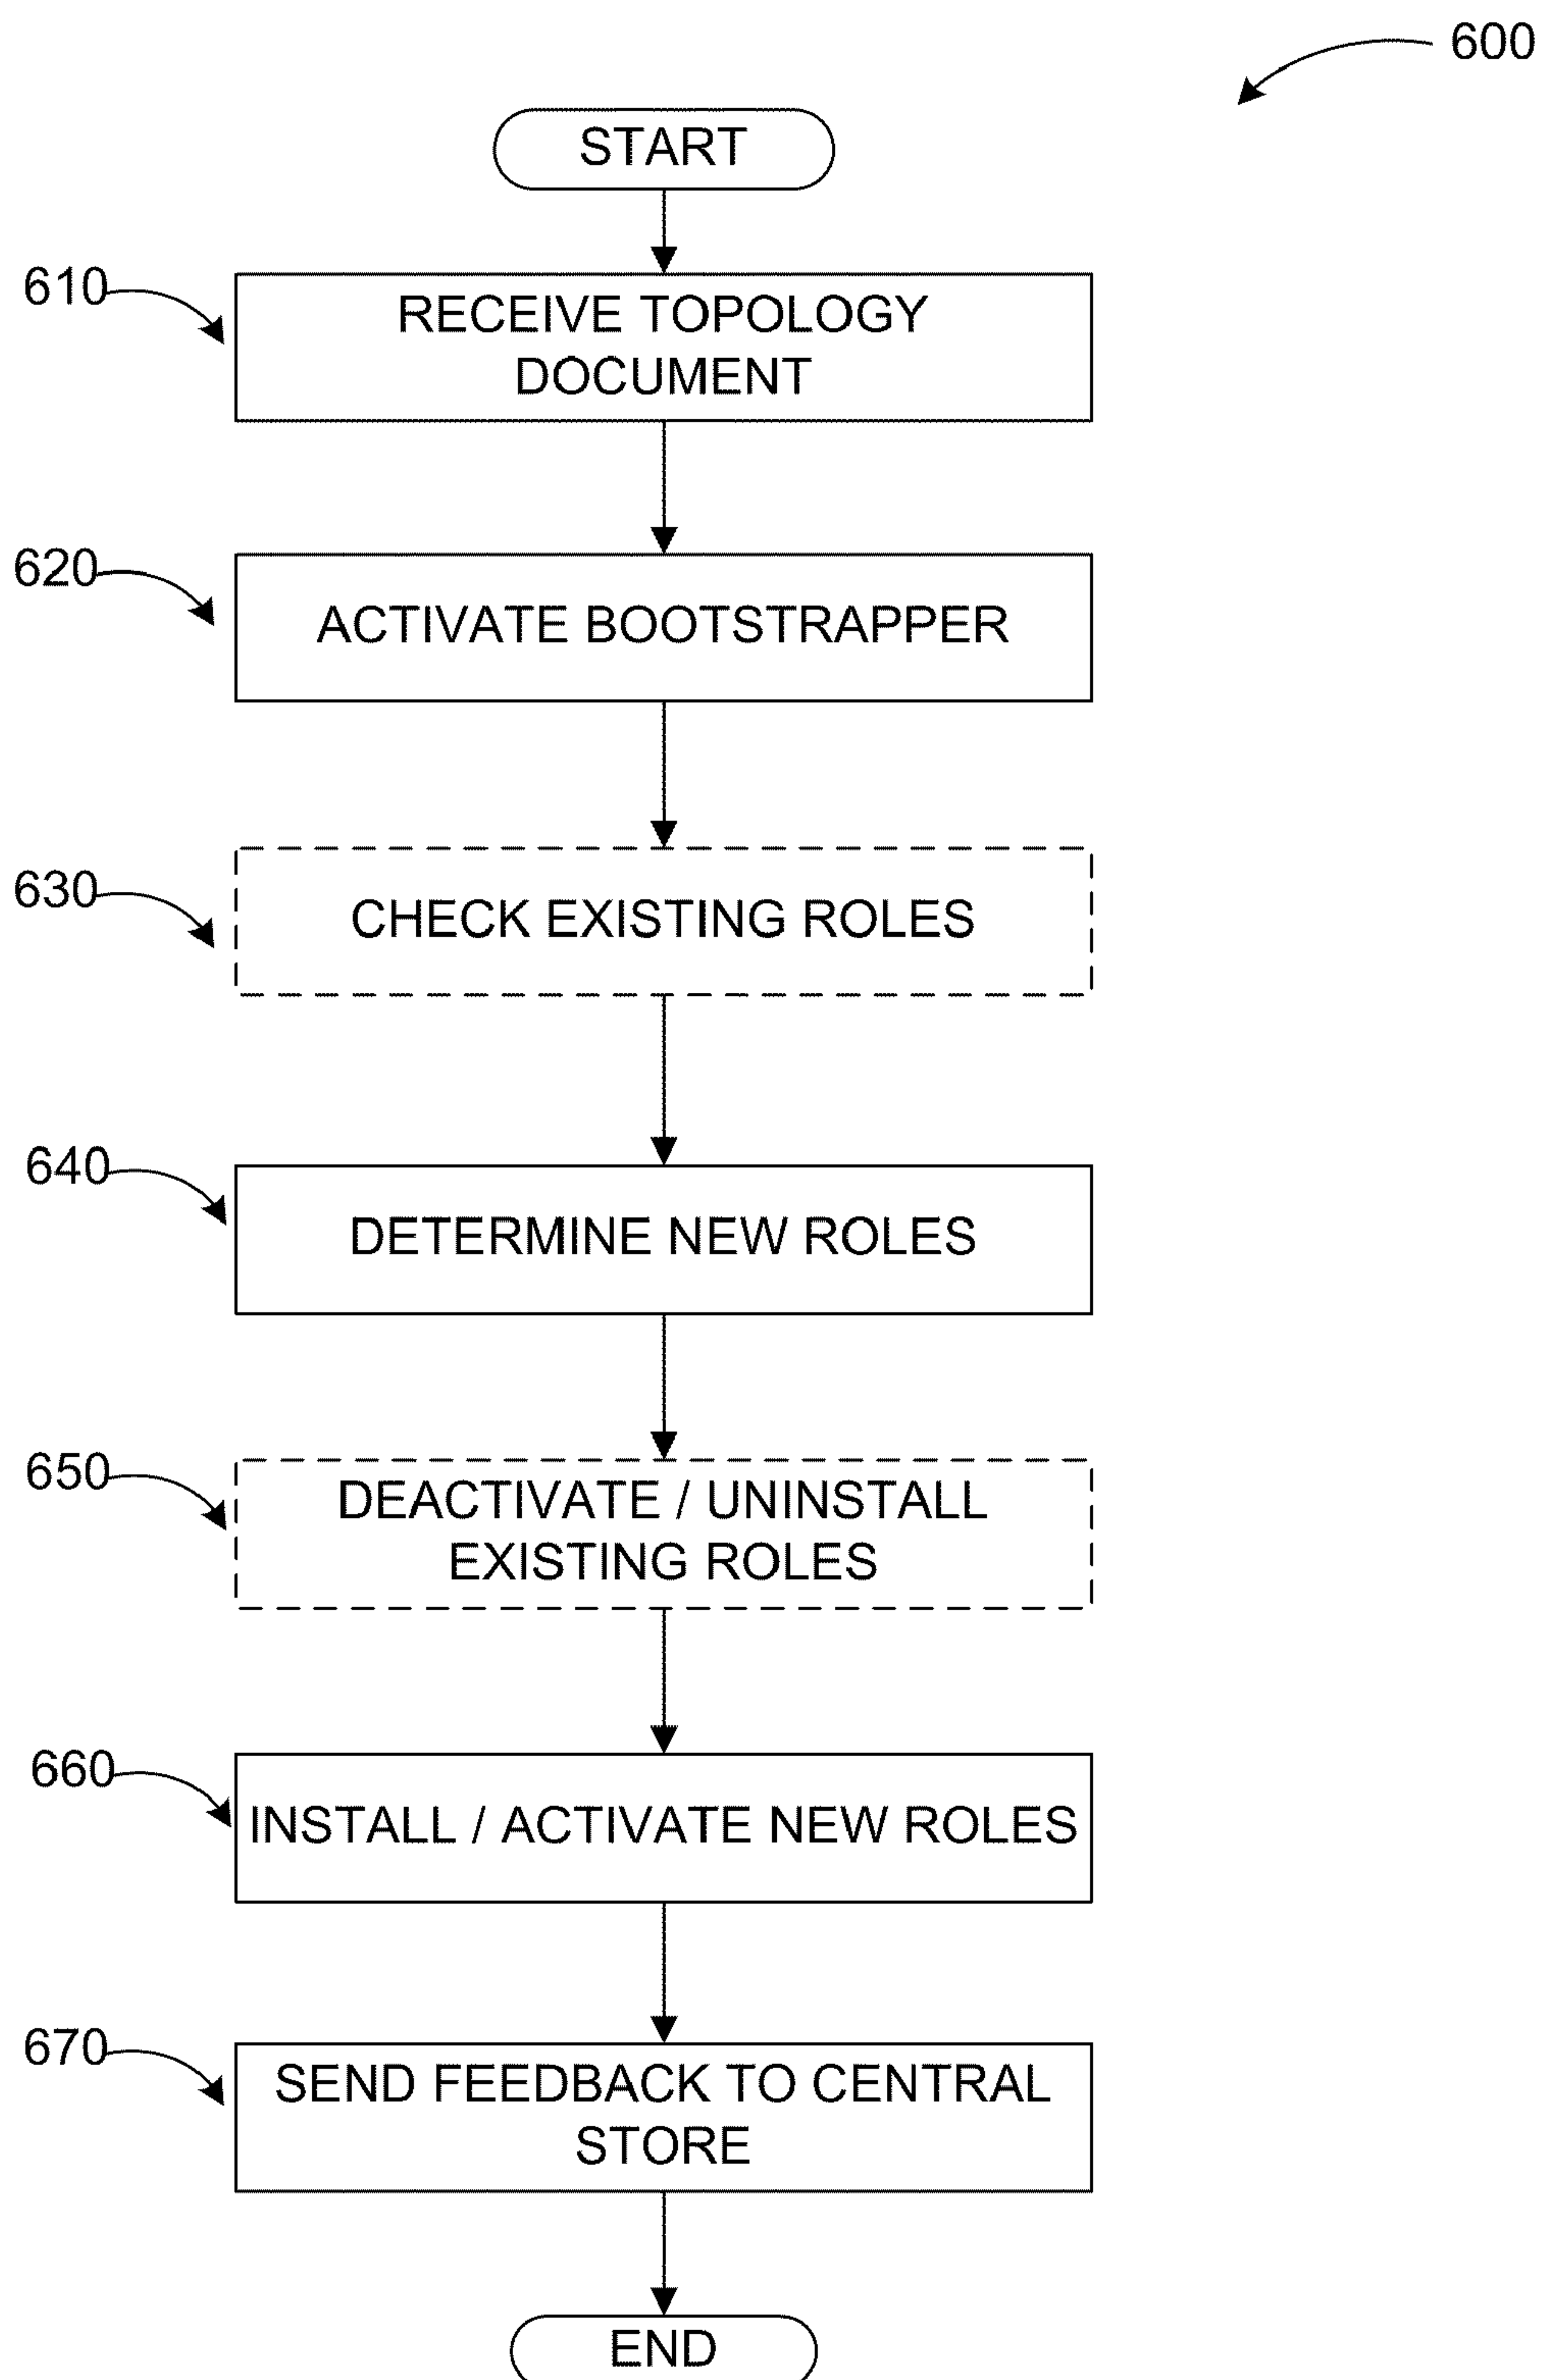 600
START
610
RECEIVE TOPOLOGY
DOCUMENT
620
ACTIVATE BOOTSTRAPPER
630
CHECK EXISTING ROLES
640
DETERMINE NEW ROLES
650
DEACTIVATE / UNINSTALL
EXISTING ROLES
660
INSTALL / ACTIVATE NEW ROLES
670
SEND FEEDBACK TO CENTRAL
STORE
END